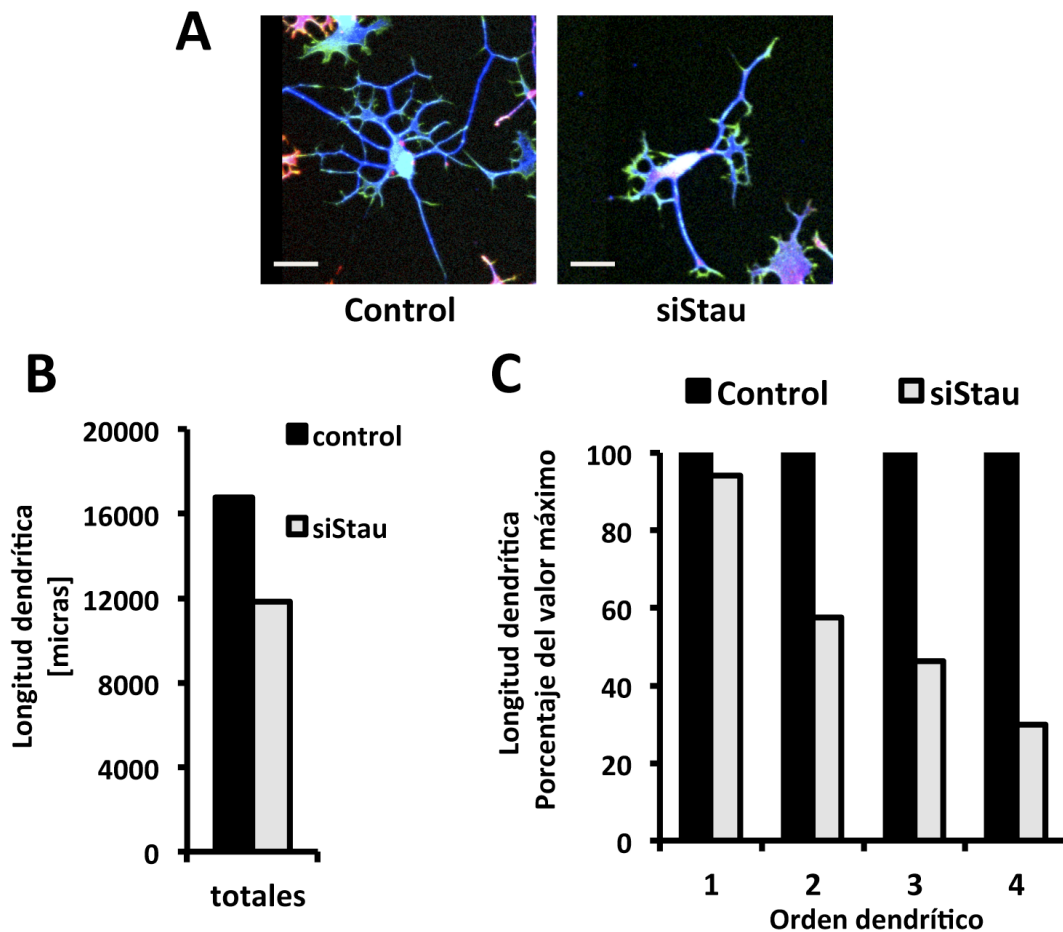 A
Control
siStau
B
control
siStau
Longitud dendrítica
[micras]
20000
16000
12000
8000
4000
0
totales
C
Control
siStau
Longitud dendrítica
Porcentaje del valor máximo
100
80
60
40
20
0
1 2 3 4
Orden dendrítico